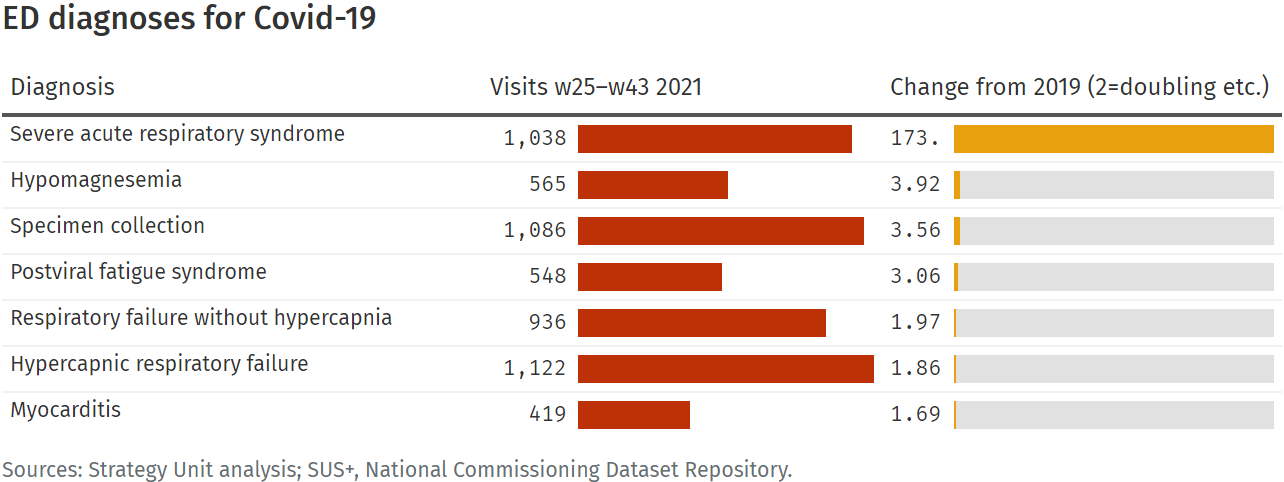 ED diagnoses for Covid-19
Diagnosis Visits w25–w43 2021 Change from 2019 (2=doubling etc.)
Severe acute respiratory syndrome 1,038 173.
Hypomagnesemia 565 3.92
Specimen collection 1,086 3.56
Postviral fatigue syndrome 548 3.06
Respiratory failure without hypercapnia 936 1.97
Hypercapnic respiratory failure 1,122 1.86
Myocarditis 419 1.69
Sources: Strategy Unit analysis; SUS+, National Commissioning Dataset Repository.